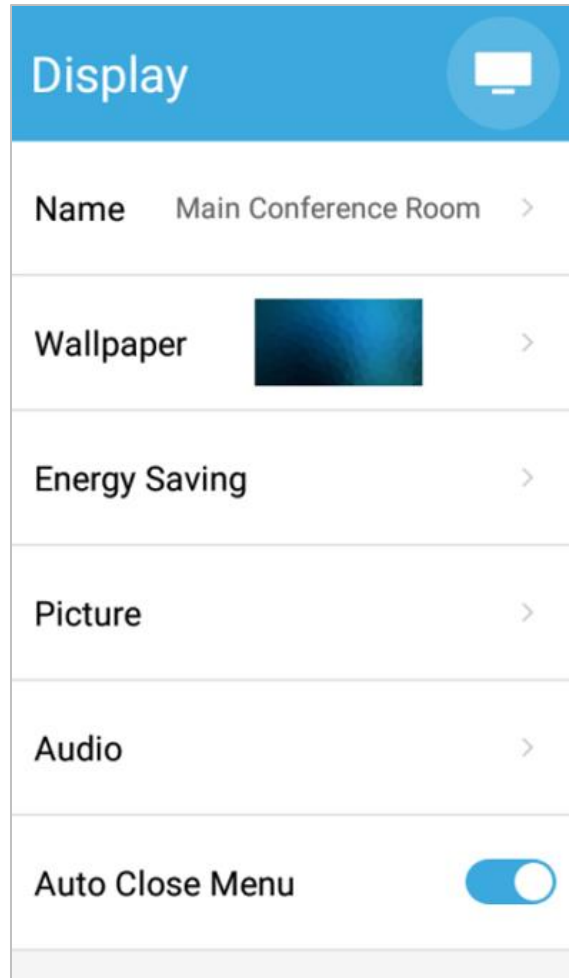 Display
Name Main Conference Room
Wallpaper
Energy Saving
Picture
Audio
Auto Close Menu